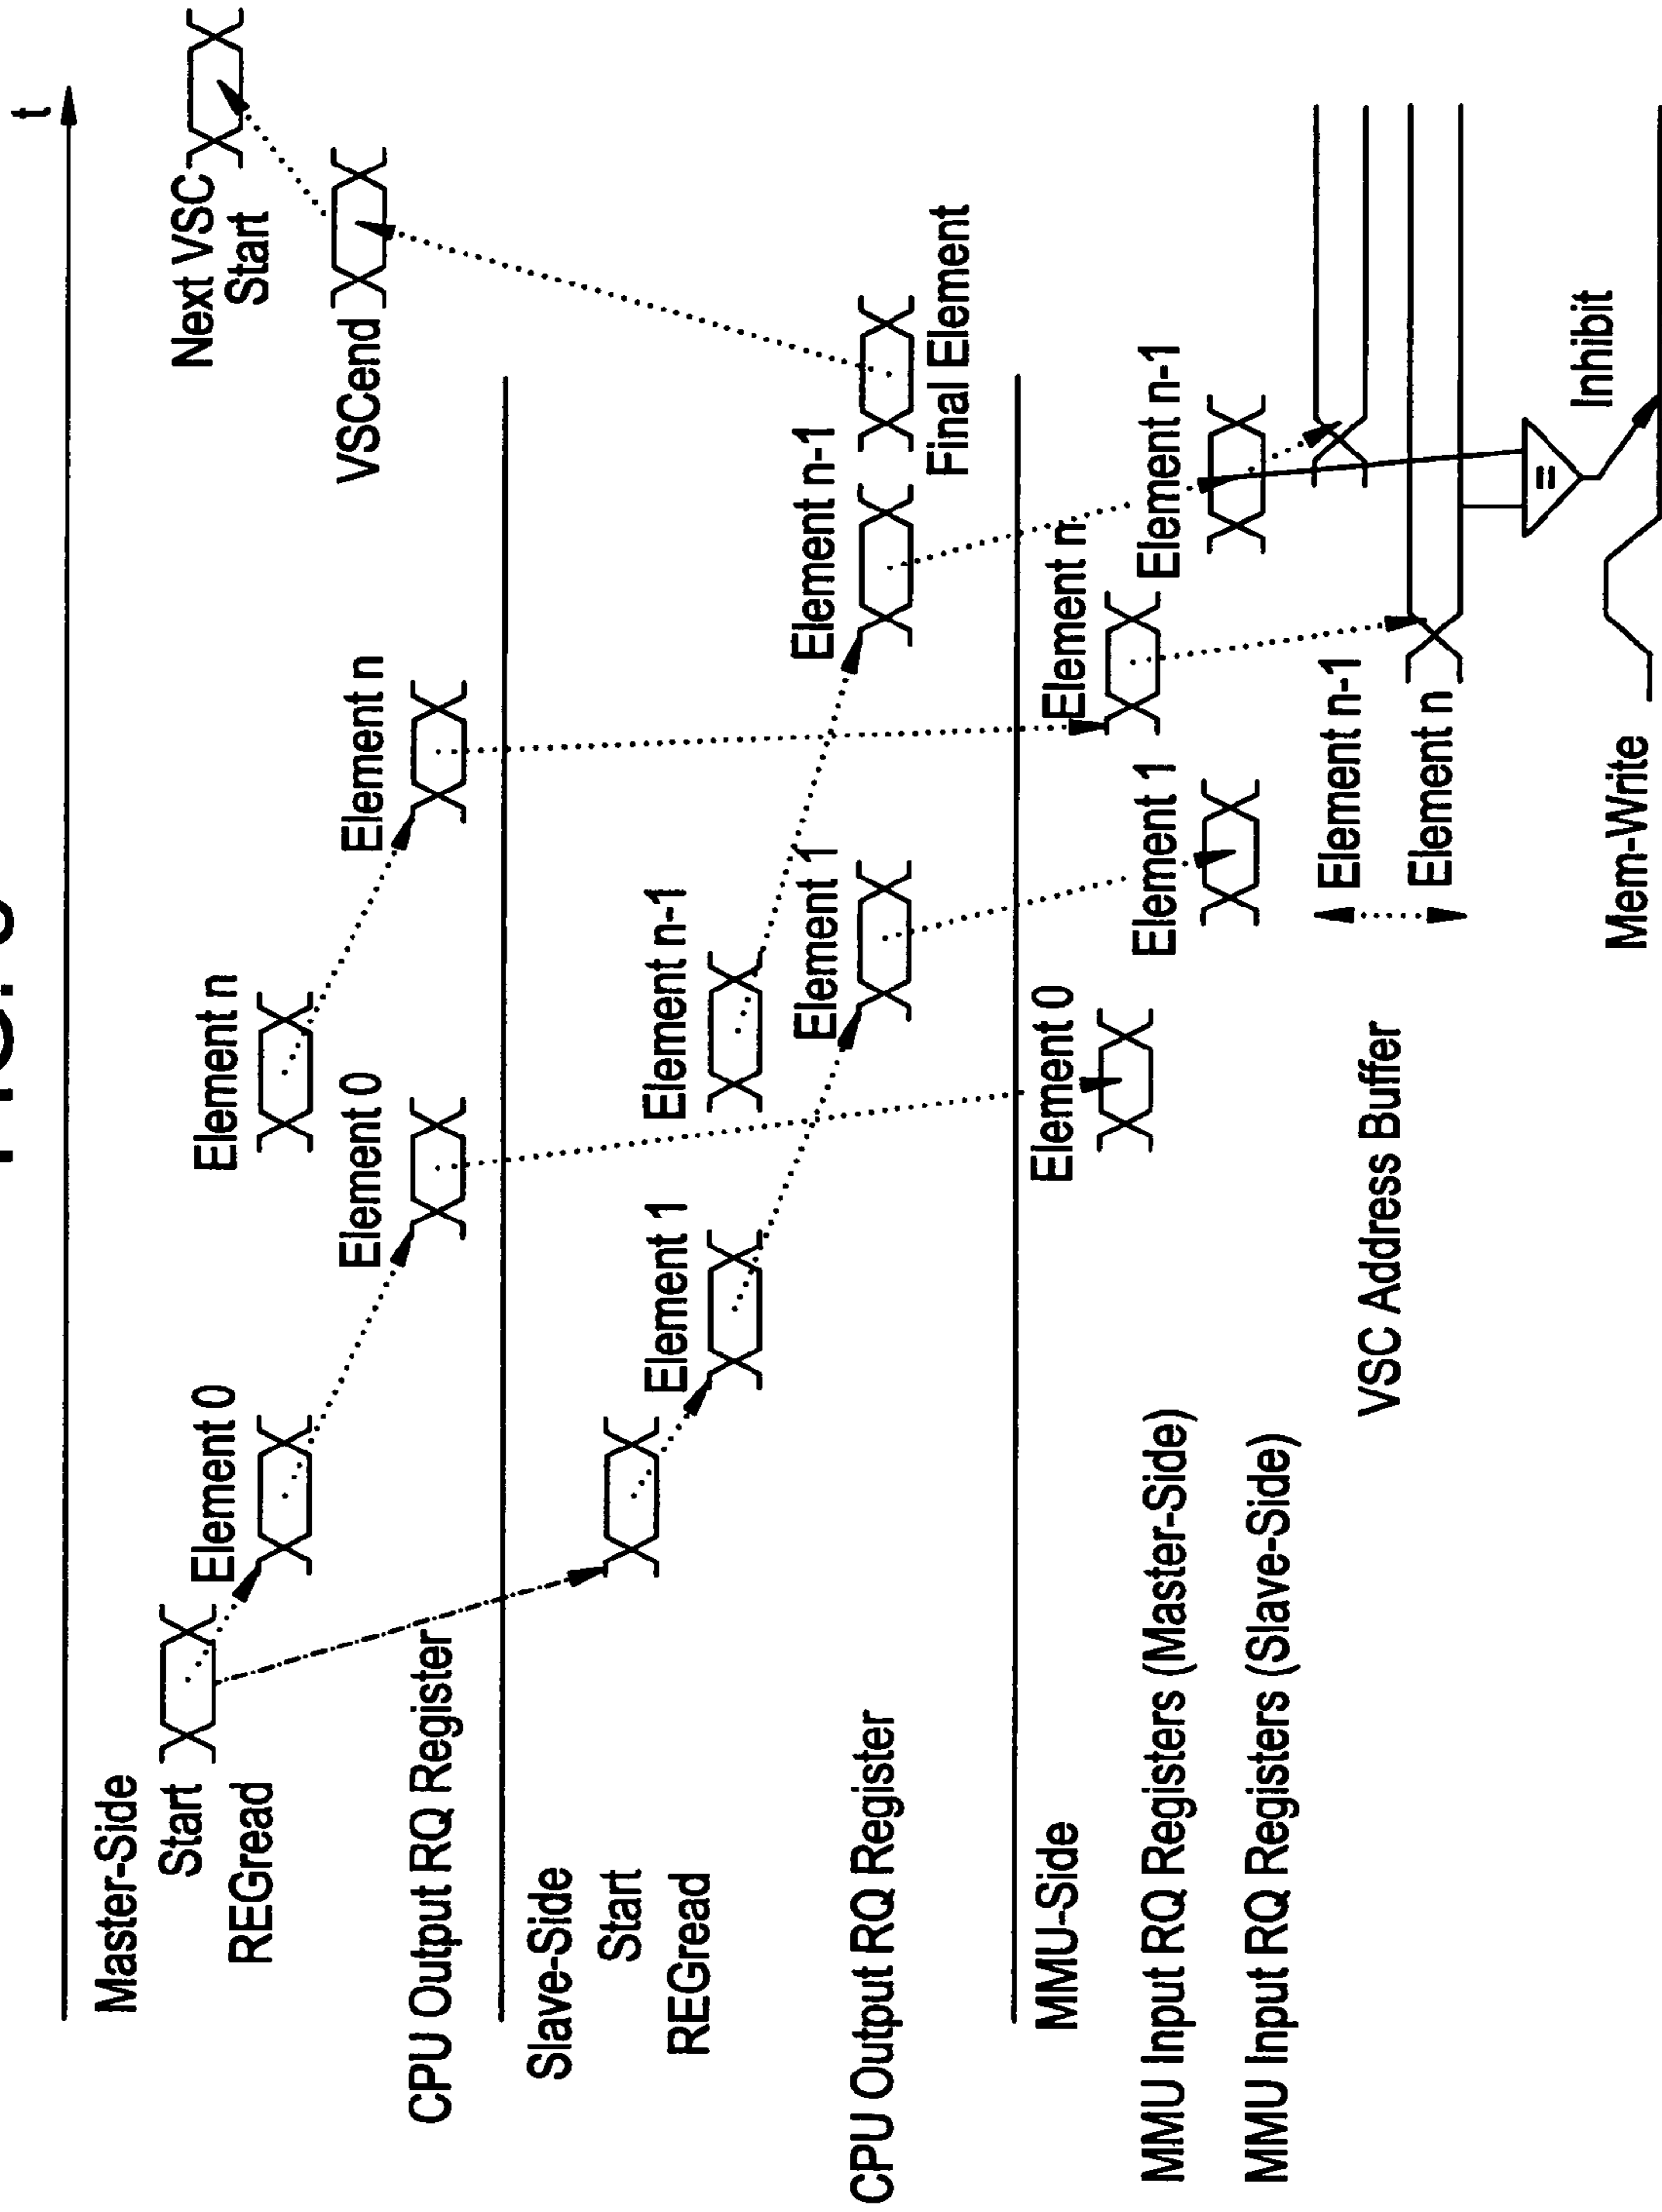 t
Master-Side
Start
Next VSC
Start
REGread
Element 0
Element n
VSCend
CPU Output RQ Register
Element 0
Element n
Slave-Side
Start
REGread
Element 1
Element n-1
CPU Output RQ Register
Element 1
Element n-1
Final Element
MMU-Side
Element 0
Element n
MMU Input RQ Registers (Master-Side)
Element 1
Element n-1
MMU Input RQ Registers (Slave-Side)
VSC Address Buffer
Element n-1
Element n
=
Inhibit
Mem-Write